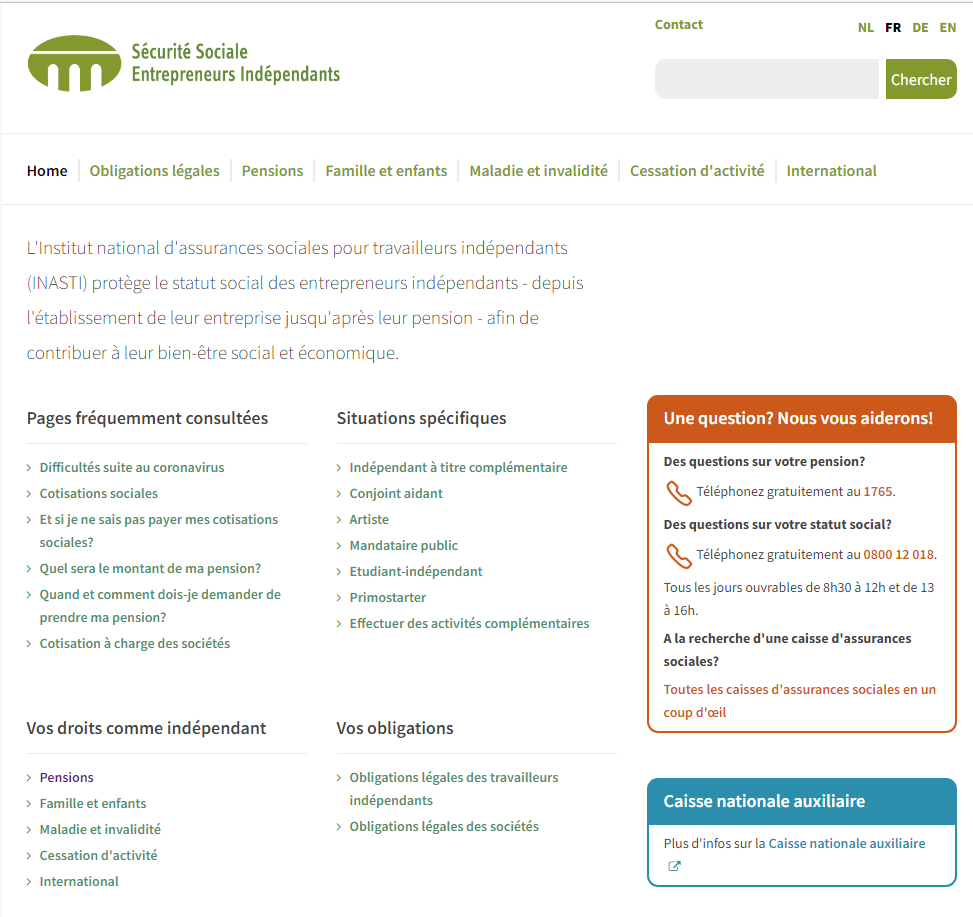 Contact
NL FR DE EN
Sécurité Sociale
Entrepreneurs Indépendants
Chercher
Home Obligations légales Pensions Famille et enfants Maladie et invalidité Cessation d'activité International
L'Institut national d'assurances sociales pour travailleurs indépendants
(INASTI) protège le statut social des entrepreneurs indépendants - depuis
l'établissement de leur entreprise jusqu'après leur pension - afin de
contribuer à leur bien-être social et économique.
Pages fréquemment consultées
Difficultés suite au coronavirus
Cotisations sociales
Et si je ne sais pas payer mes cotisations
sociales?
Quel sera le montant de ma pension?
Quand et comment dois-je demander de
prendre ma pension?
Cotisation à charge des sociétés
Situations spécifiques
Indépendant à titre complémentaire
Conjoint aidant
Artiste
Mandataire public
Etudiant-indépendant
Primostarter
Effectuer des activités complémentaires
Une question? Nous vous aiderons!
Des questions sur votre pension?
Téléphonez gratuitement au 1765.
Des questions sur votre statut social?
Téléphonez gratuitement au 0800 12 018.
Tous les jours ouvrables de 8h30 à 12h et de 13
à 16h.
A la recherche d'une caisse d'assurances
sociales?
Toutes les caisses d'assurances sociales en un
coup d'œil
Vos droits comme indépendant
Pensions
Famille et enfants
Maladie et invalidité
Cessation d'activité
International
Vos obligations
Obligations légales des travailleurs
indépendants
Obligations légales des sociétés
Caisse nationale auxiliaire
Plus d'infos sur la Caisse nationale auxiliaire